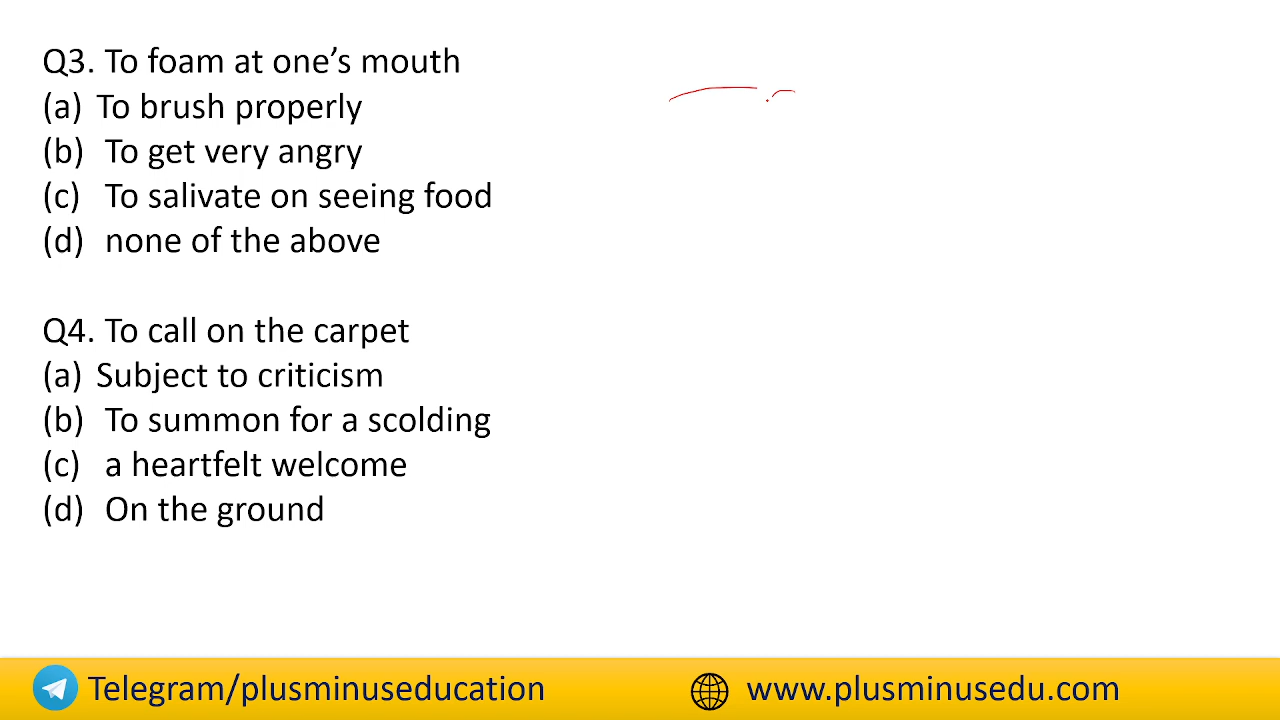 Q3. To foam at one’s mouth
(a) To brush properly
(b) To get very angry
(c) To salivate on seeing food
(d) none of the above
Q4. To call on the carpet
(a) Subject to criticism
(b) To summon for a scolding
(c) a heartfelt welcome
(d) On the ground
Telegram/plusminuseducation
www.plusminusedu.com